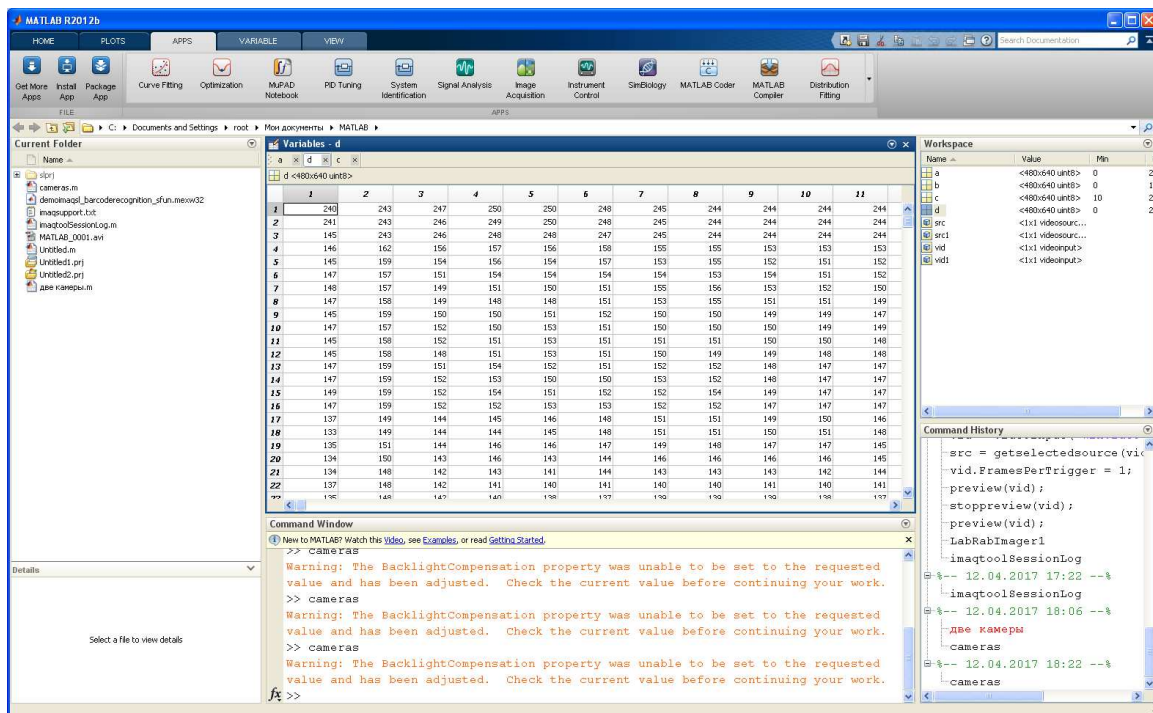 MATLAB R2012b
HOME PLOTS APPS VARIABLE VIEW Search Documentation
Get More Apps Install App Package App Curve Fitting Optimization MuPAD Notebook PID Tuning System Identification Signal Analysis Image Acquisition Instrument Control SimBiology MATLAB Coder MATLAB Compiler Distribution Fitting
FILE APPS
C: Documents and Settings root Мои документы MATLAB
Current Folder
Name
slprj
cameras.m
demoimaqsl_barcoderecognition_sfun.mexw32
imaqsupport.txt
imaqtoolSessionLog.m
MATLAB_0001.avi
Untitled.m
Untitled1.prj
Untitled2.prj
две камеры.m
Details
Select a file to view details
Variables - d
a d c
d <480x640 uint8>
1 2 3 4 5 6 7 8 9 10 11
1 240 243 247 250 250 248 245 244 244 244 244
2 241 243 246 249 250 248 245 244 244 244 244
3 145 243 246 248 248 247 245 244 244 244 244
4 146 162 156 157 156 158 155 155 153 153 153
5 145 159 154 156 154 157 153 155 152 151 152
6 147 157 151 154 154 154 154 153 154 151 152
7 148 157 149 151 150 151 155 156 153 152 150
8 147 158 149 148 148 151 153 155 151 151 149
9 145 159 150 150 151 152 150 150 149 149 147
10 147 157 152 150 153 151 150 150 150 149 149
11 145 158 152 151 153 151 151 151 150 150 148
12 145 158 148 151 153 151 150 149 149 148 148
13 147 159 151 154 152 151 152 152 148 147 147
14 147 159 152 153 150 150 153 152 148 147 147
15 149 159 152 154 151 152 152 154 149 147 147
16 147 159 152 152 153 153 152 152 147 147 147
17 137 149 144 145 146 148 151 151 149 150 146
18 133 149 144 144 145 148 151 151 150 151 148
19 135 151 144 146 146 147 149 148 147 147 145
20 134 150 143 146 143 144 146 146 146 146 145
21 134 148 142 143 141 144 143 143 143 142 144
22 137 148 142 141 140 141 140 140 141 140 141
Command Window
New to MATLAB? Watch this Video, see Examples, or read Getting Started.
>> cameras
Warning: The BacklightCompensation property was unable to be set to the requested
value and has been adjusted. Check the current value before continuing your work.
>> cameras
Warning: The BacklightCompensation property was unable to be set to the requested
value and has been adjusted. Check the current value before continuing your work.
>> cameras
Warning: The BacklightCompensation property was unable to be set to the requested
value and has been adjusted. Check the current value before continuing your work.
fx >>
Workspace
Name Value Min
a <480x640 uint8> 0 2
b <480x640 uint8> 0 1
c <480x640 uint8> 10 2
d <480x640 uint8> 0 2
src <1x1 videosourc...
src1 <1x1 videosourc...
vid <1x1 videoinput>
vid1 <1x1 videoinput>
Command History
src = getselectedsource(vid
vid.FramesPerTrigger = 1;
preview(vid);
stoppreview(vid);
preview(vid);
LabRabImager1
imaqtoolSessionLog
%-- 12.04.2017 17:22 --%
imaqtoolSessionLog
%-- 12.04.2017 18:06 --%
две камеры
cameras
%-- 12.04.2017 18:22 --%
cameras